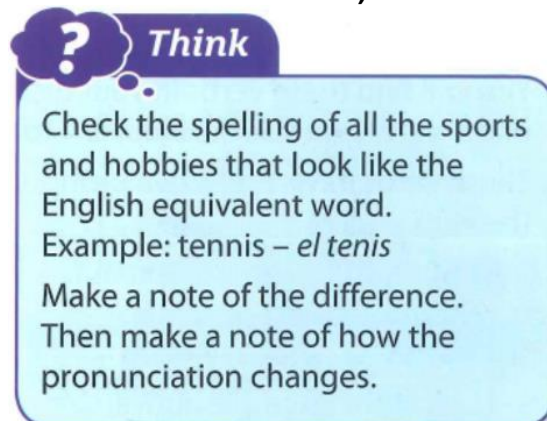 ?
Think
Check the spelling of all the sports
and hobbies that look like the
English equivalent word.
Example: tennis – el tenis
Make a note of the difference.
Then make a note of how the
pronunciation changes.